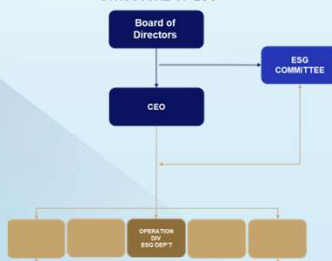 Board of
Directors
ESG
COMMITTEE
CEO
OPERATION
DIV
ESG DEP'T